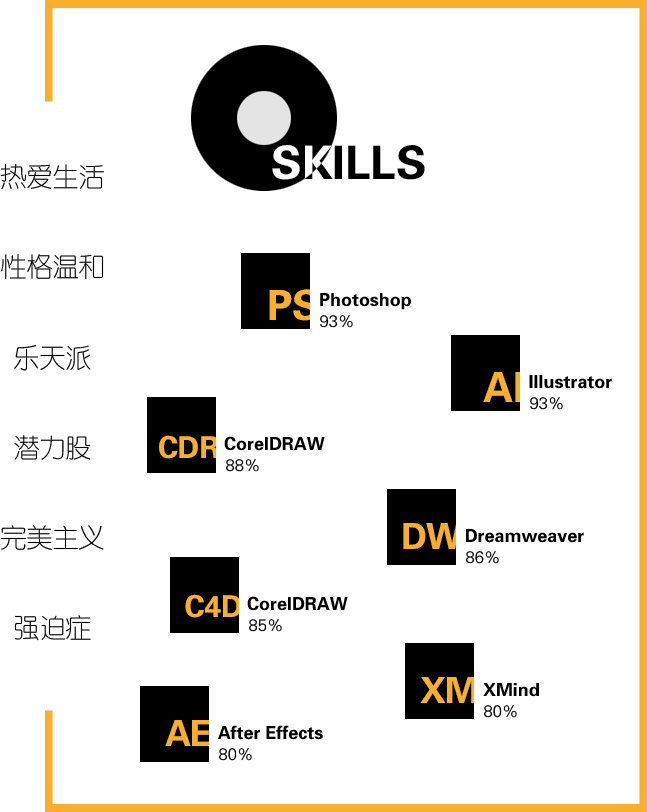 SKILLS
热爱生活
性格温和
乐天派
潜力股
完美主义
强迫症
PS
Photoshop
93%
AI
Illustrator
93%
CDR
CorelDRAW
88%
DW
Dreamweaver
86%
C4D
CorelDRAW
85%
XM
XMind
80%
AE
After Effects
80%